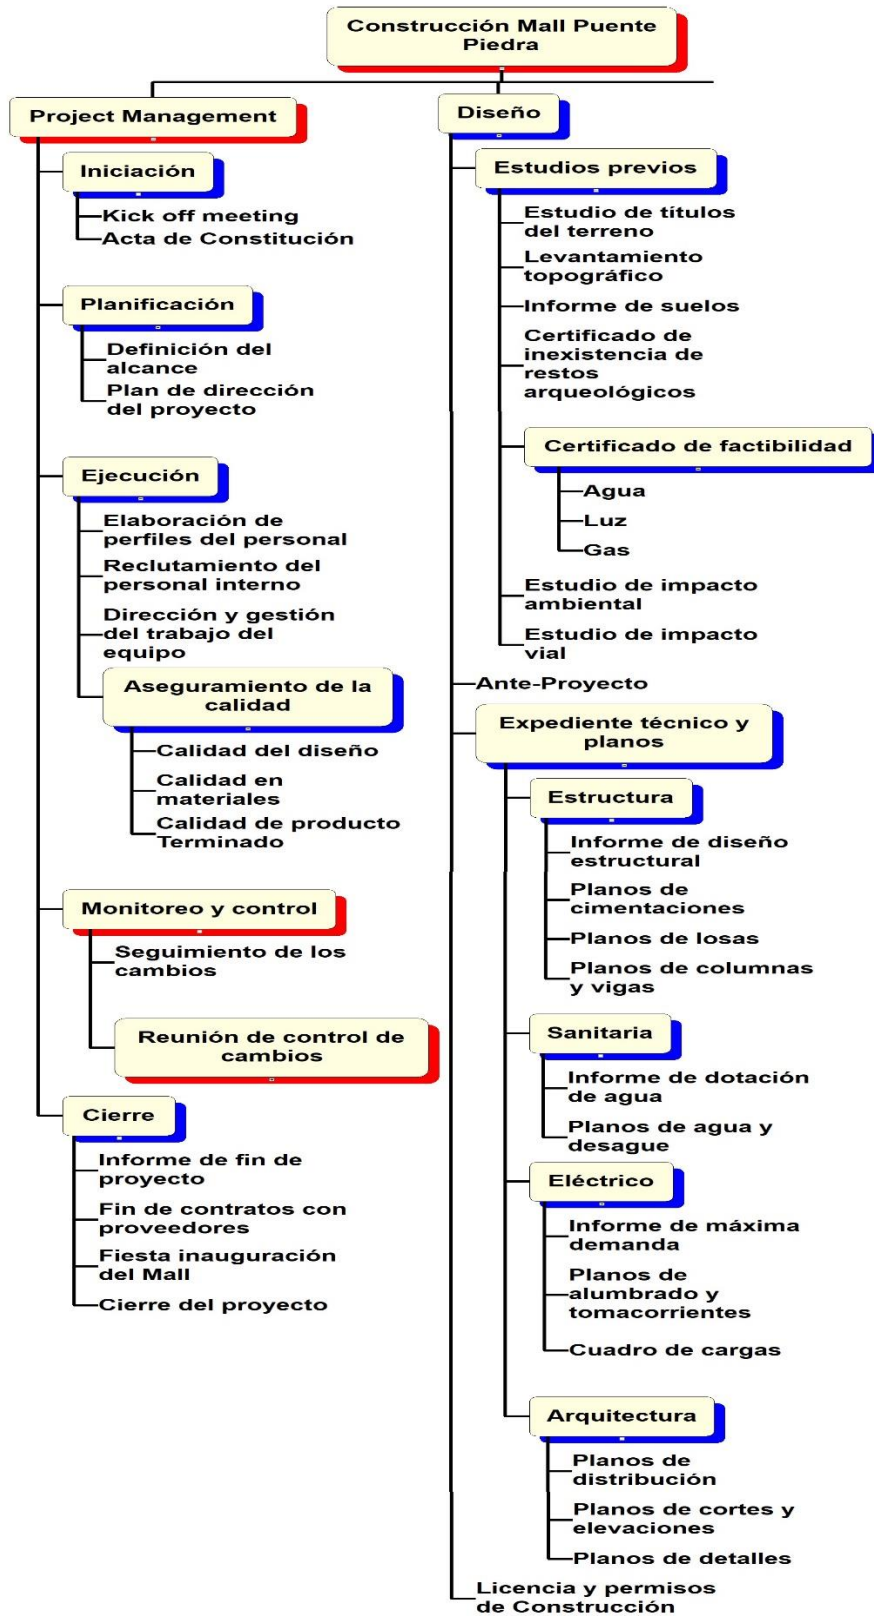 Construcción Mall Puente
Piedra
Project Management
Iniciación
Kick off meeting
Acta de Constitución
Planificación
Definición del
alcance
Plan de dirección
del proyecto
Ejecución
Elaboración de
perfiles del personal
Reclutamiento del
personal interno
Dirección y gestión
del trabajo del
equipo
Aseguramiento de la
calidad
Calidad del diseño
Calidad en
materiales
Calidad de producto
Terminado
Monitoreo y control
Seguimiento de los
cambios
Reunión de control de
cambios
Cierre
Informe de fin de
proyecto
Fin de contratos con
proveedores
Fiesta inauguración
del Mall
Cierre del proyecto
Diseño
Estudios previos
Estudio de títulos
del terreno
Levantamiento
topográfico
Informe de suelos
Certificado de
inexistencia de
restos
arqueológicos
Certificado de factibilidad
Agua
Luz
Gas
Estudio de impacto
ambiental
Estudio de impacto
vial
Ante-Proyecto
Expediente técnico y
planos
Estructura
Informe de diseño
estructural
Planos de
cimentaciones
Planos de losas
Planos de columnas
y vigas
Sanitaria
Informe de dotación
de agua
Planos de agua y
desague
Eléctrico
Informe de máxima
demanda
Planos de
alumbrado y
tomacorrientes
Cuadro de cargas
Arquitectura
Planos de
distribución
Planos de cortes y
elevaciones
Planos de detalles
Licencia y permisos
de Construcción